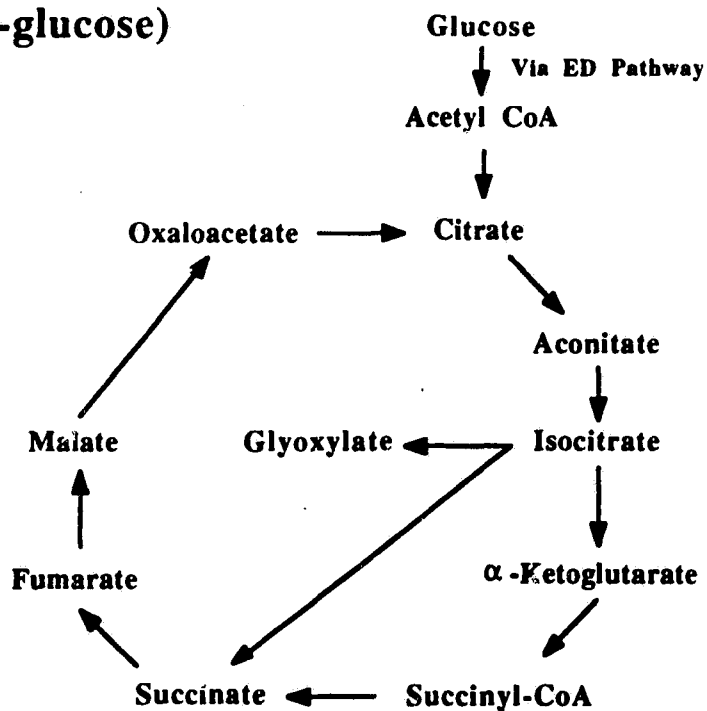 -glucose)
Glucose
Via ED Pathway
Acetyl CoA
Oxaloacetate
Citrate
Aconitate
Malate
Glyoxylate
Isocitrate
Fumarate
α-Ketoglutarate
Succinate
Succinyl-CoA